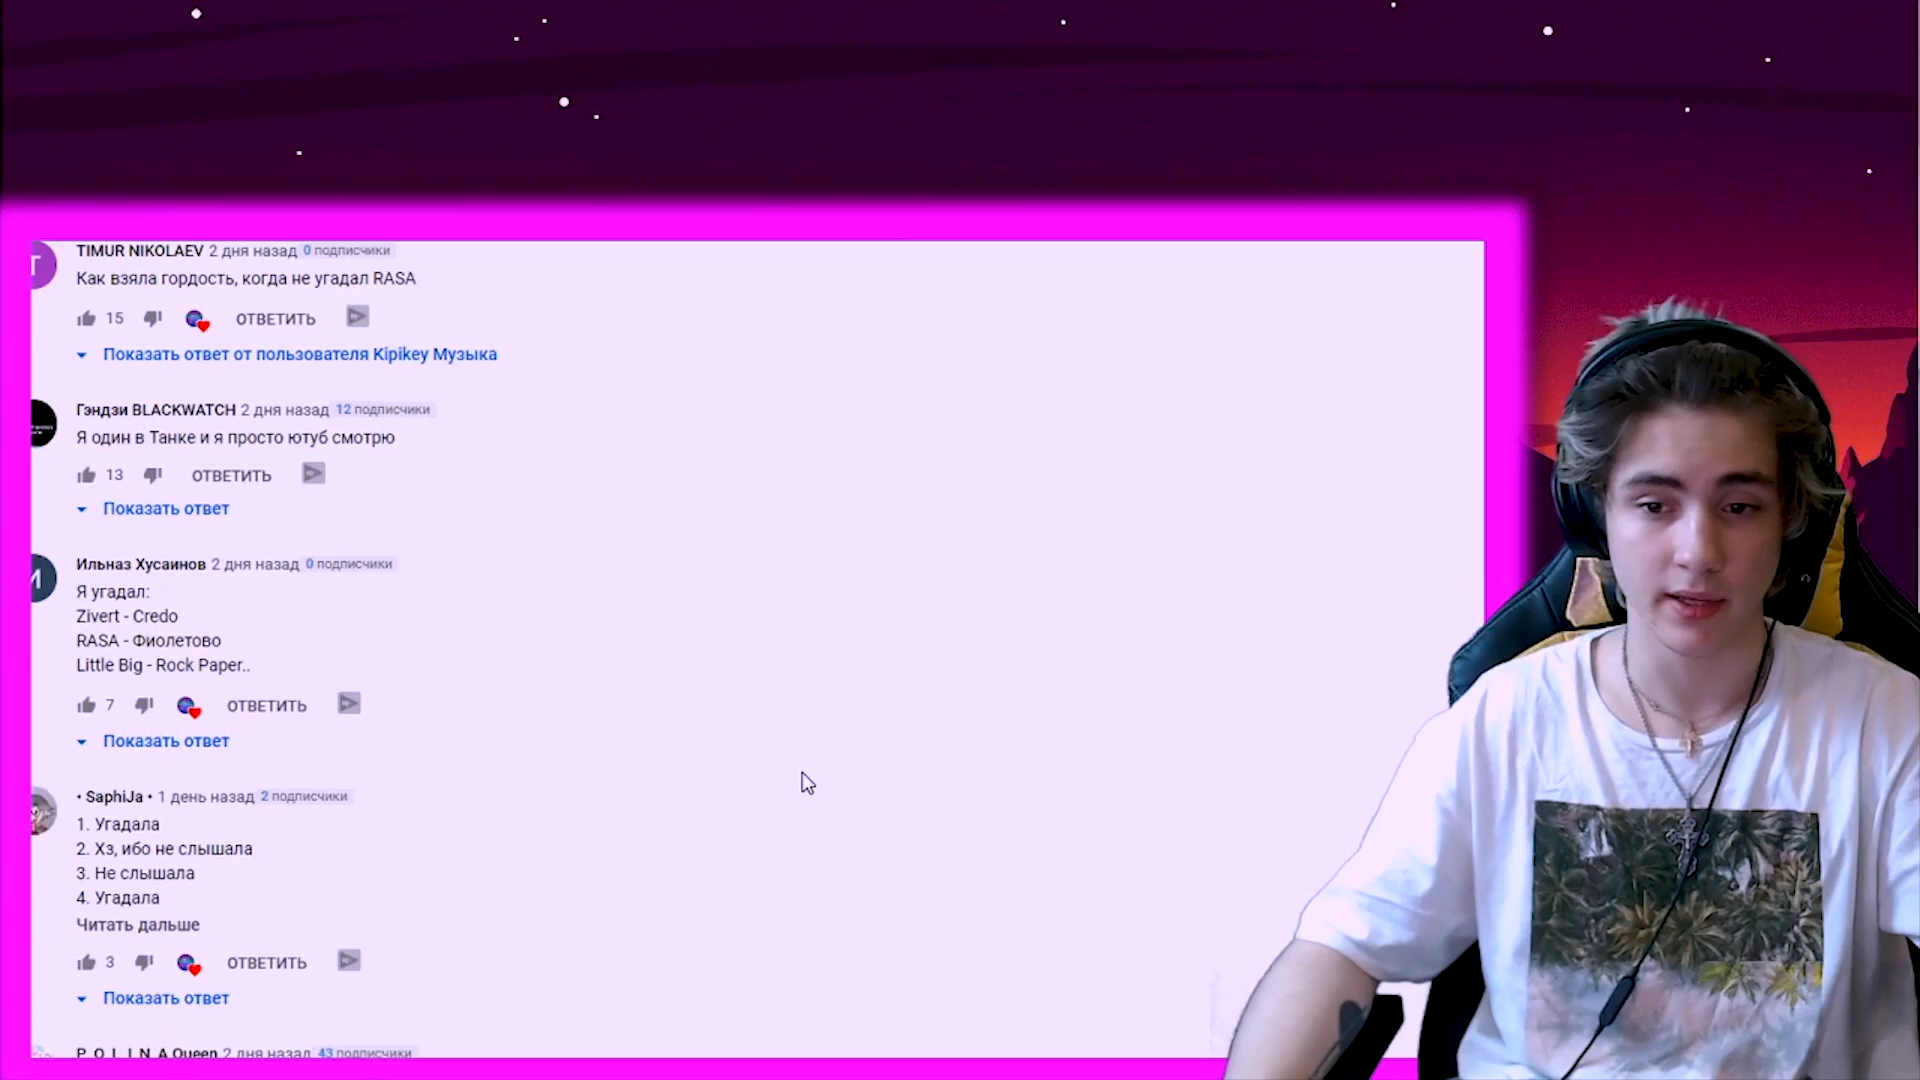 TIMUR NIKOLAEV 2 дня назад 0 подписчики
Как взяла гордость, когда не угадал RASA
15 ОТВЕТИТЬ
Показать ответ от пользователя Kipikey Музыка
Гэндзи BLACKWATCH 2 дня назад 12 подписчики
Я один в Танке и я просто ютуб смотрю
13 ОТВЕТИТЬ
Показать ответ
Ильназ Хусаинов 2 дня назад 0 подписчики
Я угадал:
Zivert - Credo
RASA - Фиолетово
Little Big - Rock Paper..
7 ОТВЕТИТЬ
Показать ответ
• SaphiJa • 1 день назад 2 подписчики
1. Угадала
2. Хз, ибо не слышала
3. Не слышала
4. Угадала
Читать дальше
3 ОТВЕТИТЬ
Показать ответ
P_O_L_I_N_A Queen 2 дня назад 43 подписчики